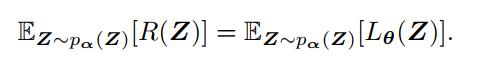 𝔼_{𝒁∼p_𝜶(𝒁)}[R(𝒁)] = 𝔼_{𝒁∼p_𝜶(𝒁)}[L_𝜽(𝒁)].